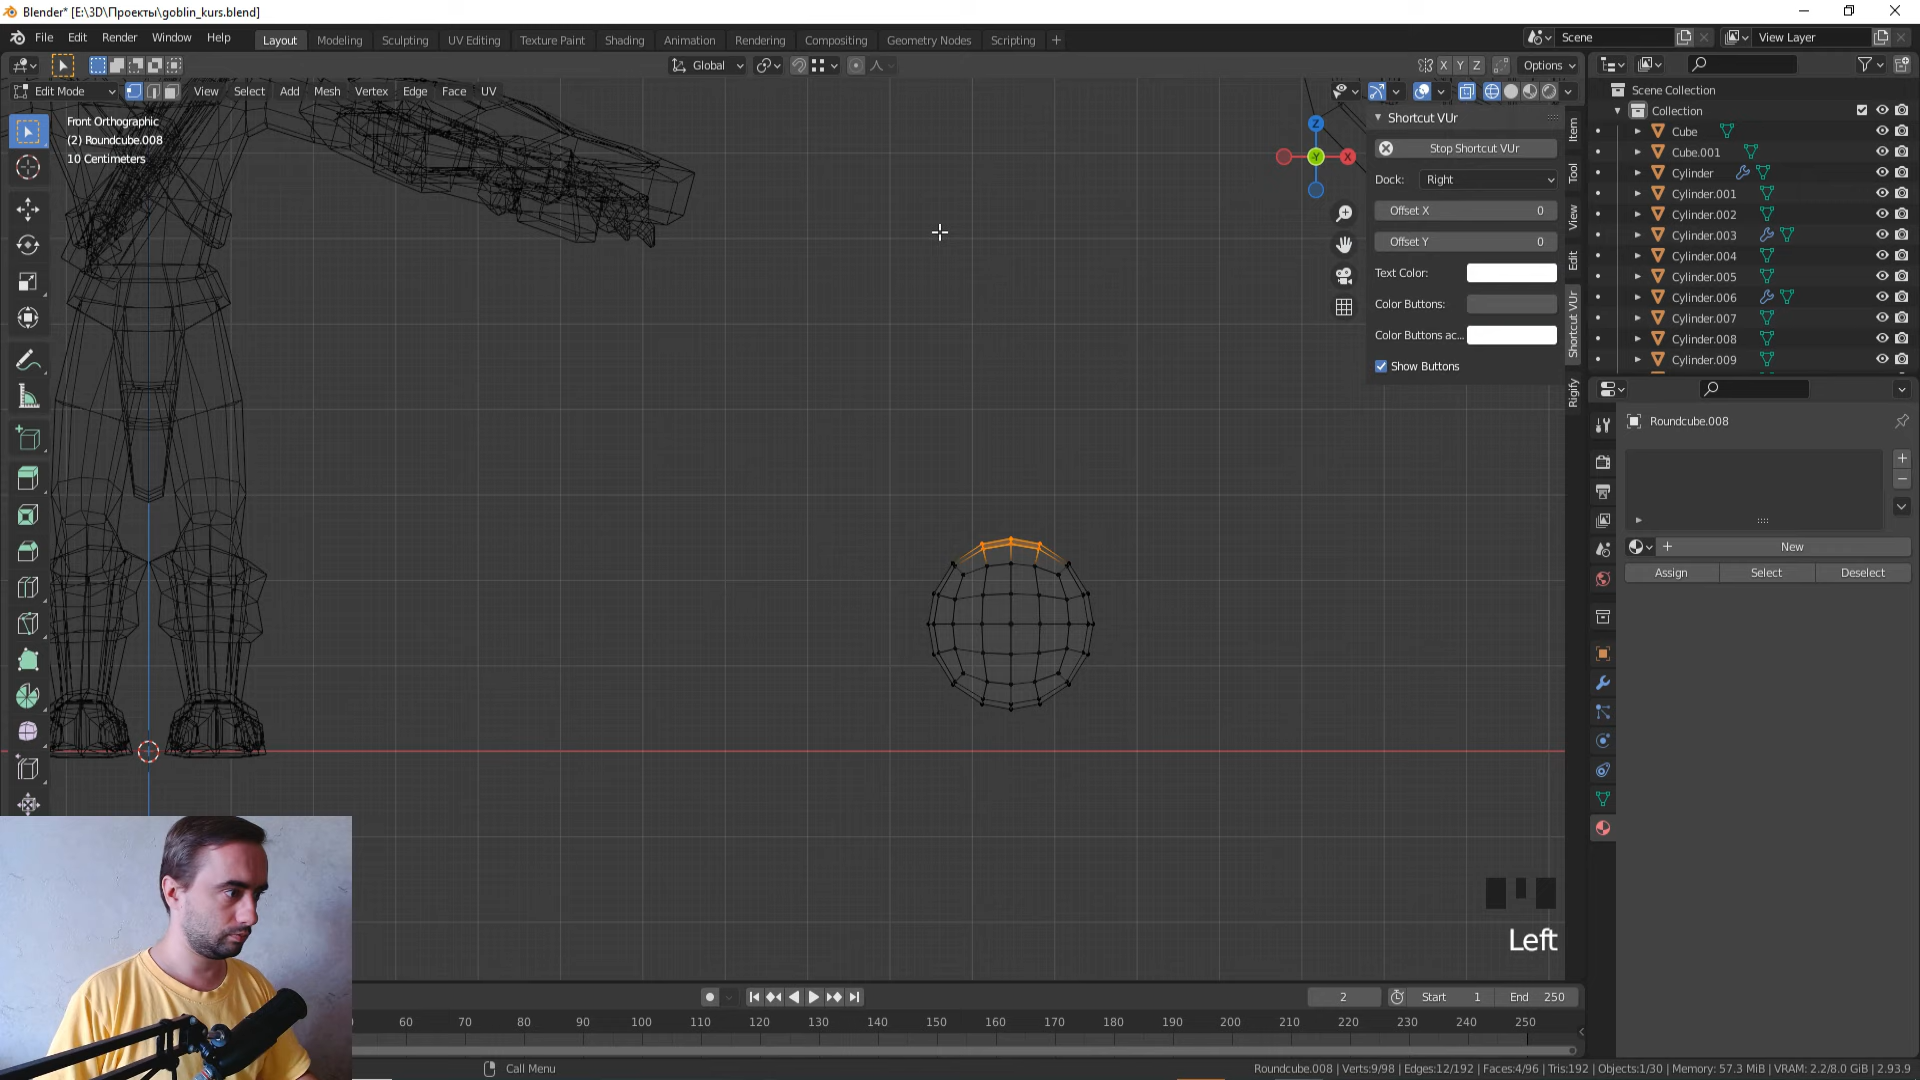 Blender* [E:\3D\Проекты\goblin_kurs.blend]
File Edit Render Window Help
Layout Modeling Sculpting UV Editing Texture Paint Shading Animation Rendering Compositing Geometry Nodes Scripting +
Scene View Layer
Global X Y Z Options
Edit Mode View Select Add Mesh Vertex Edge Face UV
Front Orthographic
(2) Roundcube.008
10 Centimeters
Shortcut VUr
Stop Shortcut VUr
Dock: Right
Offset X 0
Offset Y 0
Text Color:
Color Buttons:
Color Buttons ac...
Show Buttons
Z
Y
X
Item
Tool
View
Edit
Shortcut VUr
Rigify
Scene Collection
Collection
Cube
Cube.001
Cylinder
Cylinder.001
Cylinder.002
Cylinder.003
Cylinder.004
Cylinder.005
Cylinder.006
Cylinder.007
Cylinder.008
Cylinder.009
Roundcube.008
New
Assign Select Deselect
Left
2 Start 1 End 250
60 70 80 90 100 110 120 130 140 150 160 170 180 190 200 210 220 230 240 250
Call Menu
Roundcube.008 | Verts:9/98 | Edges:12/192 | Faces:4/96 | Tris:192 | Objects:1/30 | Memory: 57.3 MiB | VRAM: 2.2/8.0 GiB | 2.93.9